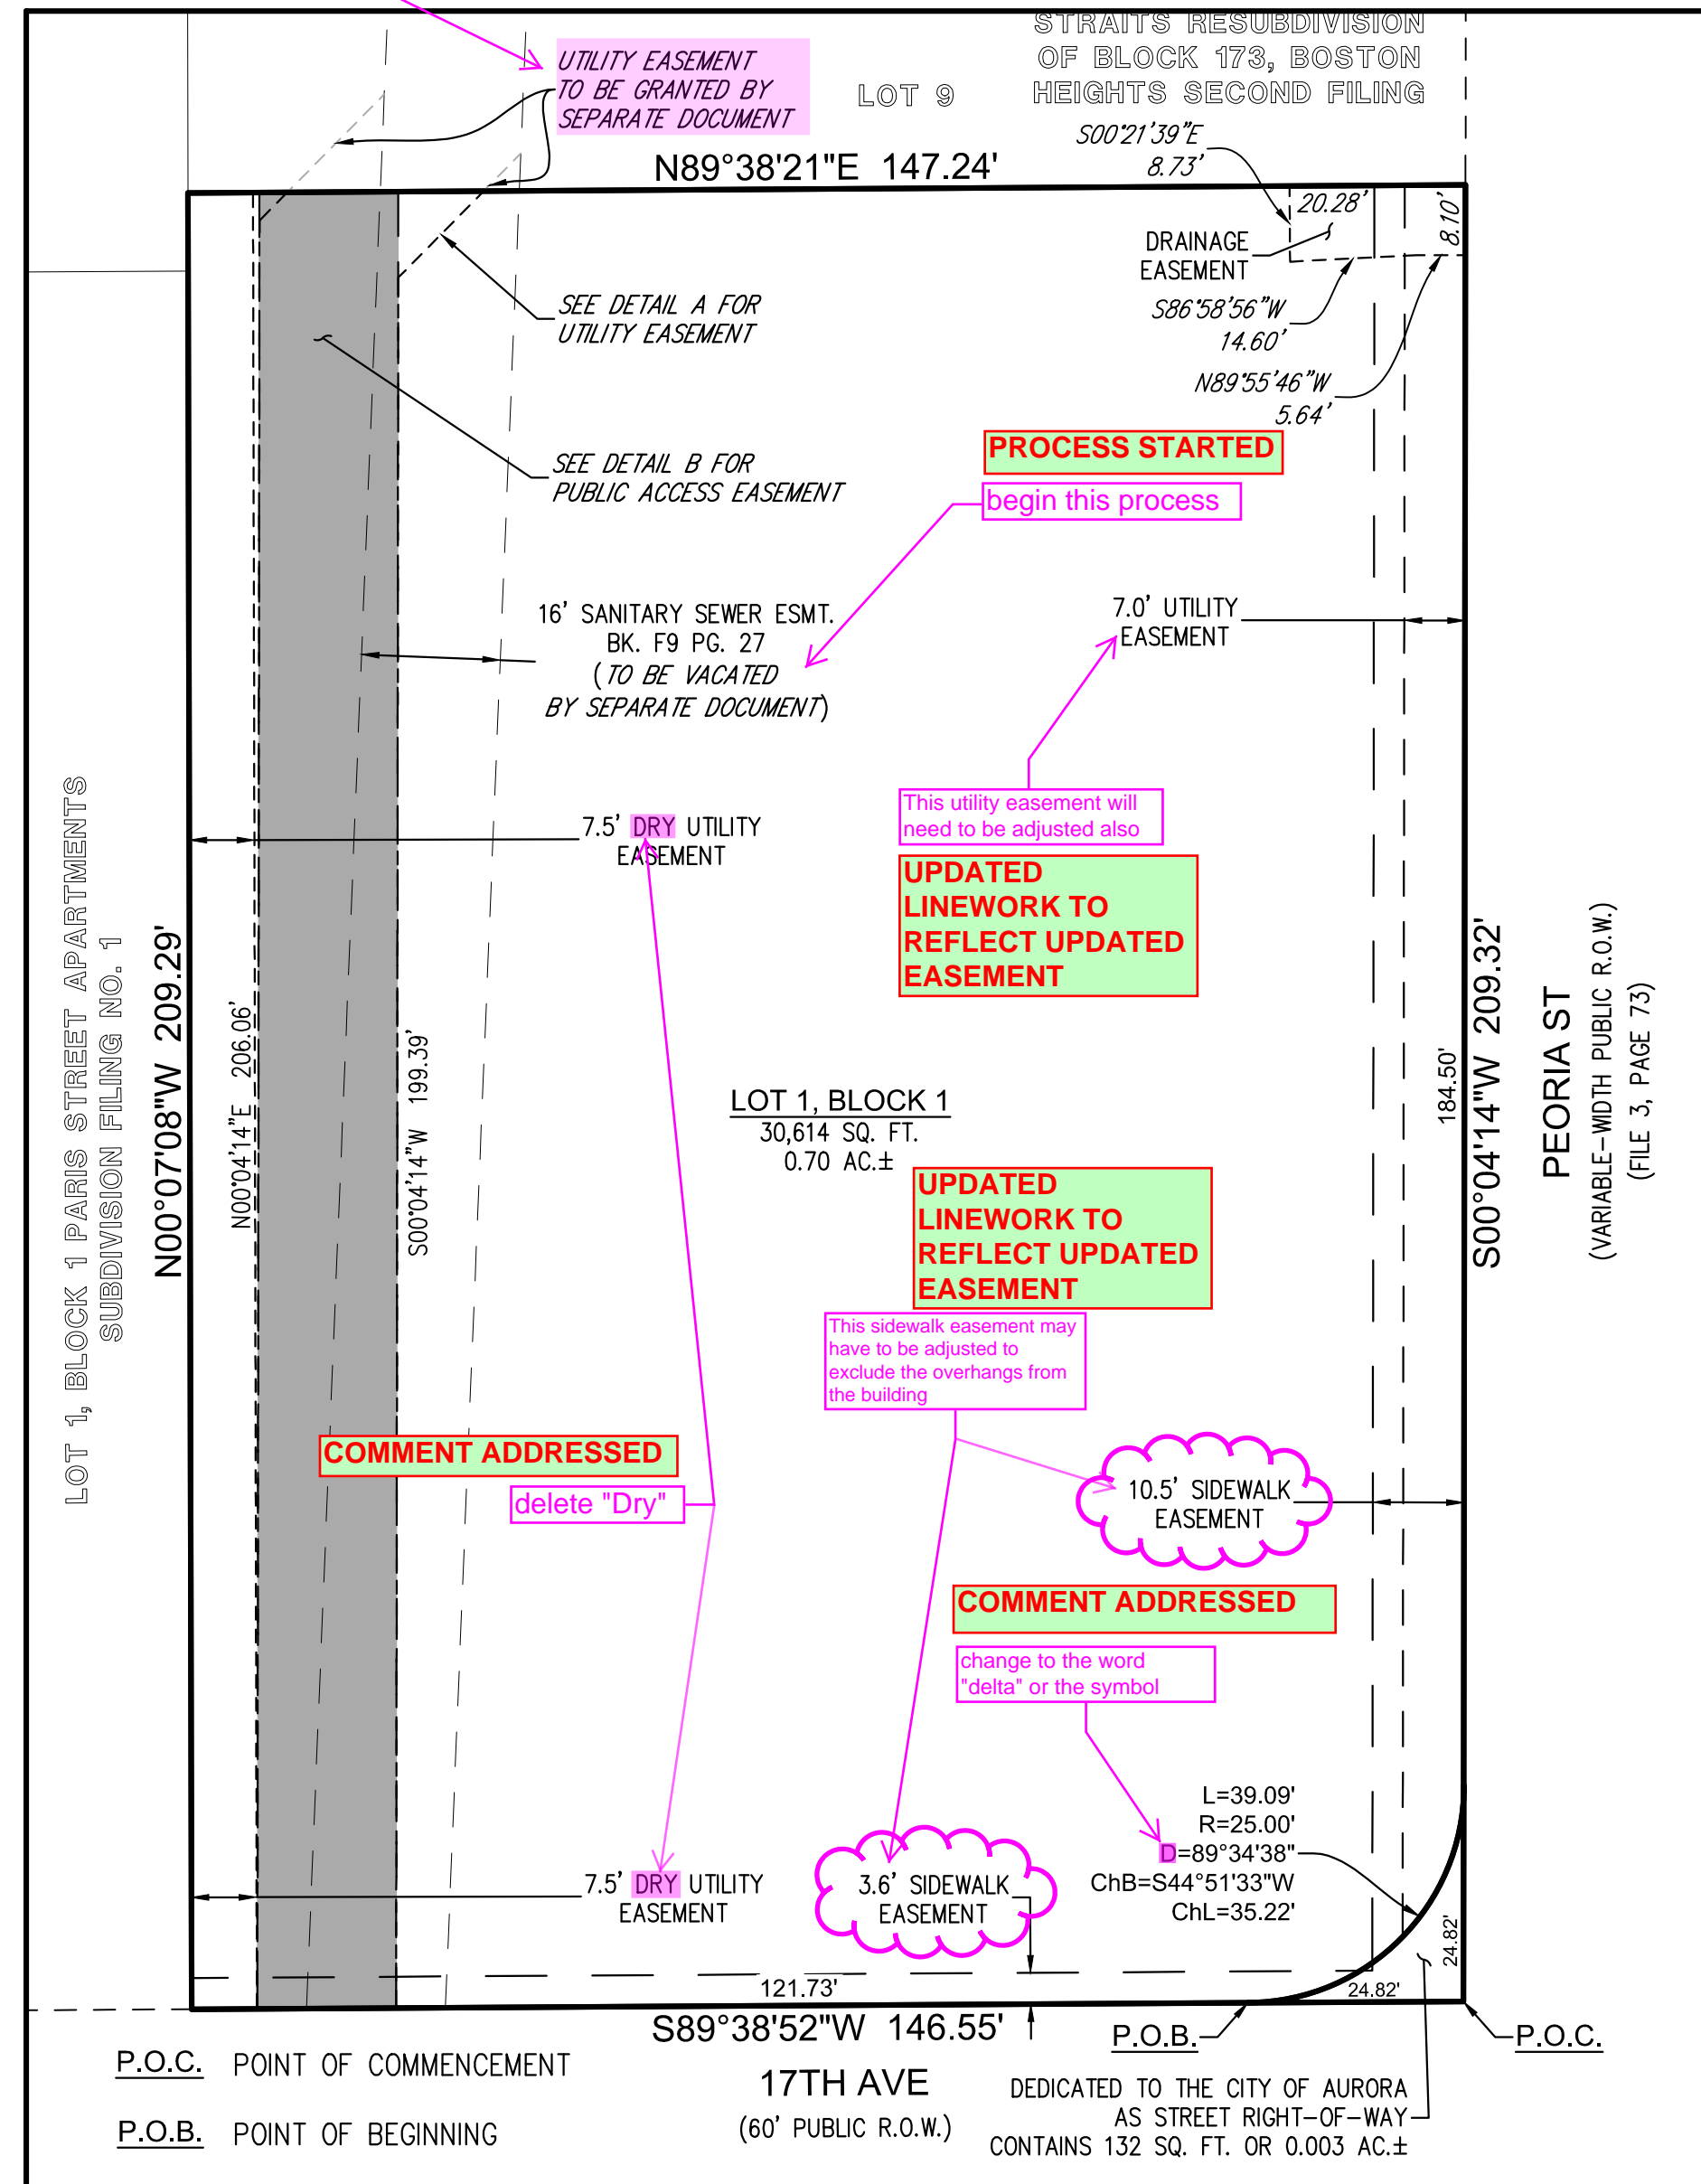 STRAITS RESUBDIVISION
OF BLOCK 173, BOSTON
HEIGHTS SECOND FILING
LOT 9
UTILITY EASEMENT
TO BE GRANTED BY
SEPARATE DOCUMENT
N89°38'21"E 147.24'
S00°21'39"E
8.73'
20.28'
8.10'
DRAINAGE
EASEMENT
S86°58'56"W
14.60'
N89°55'46"W
5.64'
SEE DETAIL A FOR
UTILITY EASEMENT
SEE DETAIL B FOR
PUBLIC ACCESS EASEMENT
PROCESS STARTED
begin this process
16' SANITARY SEWER ESMT.
BK. F9 PG. 27
(TO BE VACATED
BY SEPARATE DOCUMENT)
7.0' UTILITY
EASEMENT
This utility easement will
need to be adjusted also
UPDATED
LINEWORK TO
REFLECT UPDATED
EASEMENT
7.5' DRY UTILITY
EASEMENT
LOT 1, BLOCK 1 PARIS STREET APARTMENTS
SUBDIVISION FILING NO. 1
N00°07'08"W 209.29'
N00°04'14"E 206.06'
S00°04'14"W 199.39'
LOT 1, BLOCK 1
30,614 SQ. FT.
0.70 AC.±
184.50'
S00°04'14"W 209.32'
PEORIA ST
(VARIABLE-WIDTH PUBLIC R.O.W.)
(FILE 3, PAGE 73)
UPDATED
LINEWORK TO
REFLECT UPDATED
EASEMENT
This sidewalk easement may
have to be adjusted to
exclude the overhangs from
the building
COMMENT ADDRESSED
delete "Dry"
10.5' SIDEWALK
EASEMENT
COMMENT ADDRESSED
change to the word
"delta" or the symbol
L=39.09'
R=25.00'
D=89°34'38"
ChB=S44°51'33"W
ChL=35.22'
7.5' DRY UTILITY
EASEMENT
3.6' SIDEWALK
EASEMENT
24.82'
121.73'
24.82'
S89°38'52"W 146.55'
P.O.B.
P.O.C.
P.O.C. POINT OF COMMENCEMENT
P.O.B. POINT OF BEGINNING
17TH AVE
(60' PUBLIC R.O.W.)
DEDICATED TO THE CITY OF AURORA
AS STREET RIGHT-OF-WAY
CONTAINS 132 SQ. FT. OR 0.003 AC.±